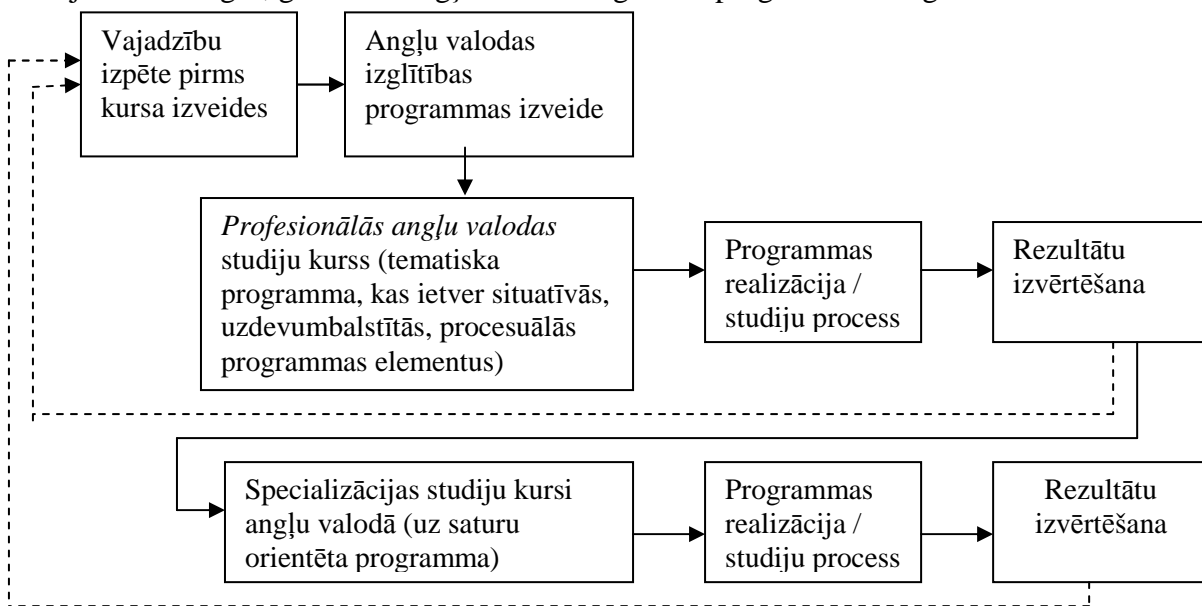 Vajadzību
izpēte pirms
kursa izveides
Angļu valodas
izglītības
programmas izveide
Profesionālās angļu valodas
studiju kurss (tematiska
programma, kas ietver situatīvās,
uzdevumbalstītās, procesuālās
programmas elementus)
Programmas
realizācija /
studiju process
Rezultātu
izvērtēšana
Specializācijas studiju kursi
angļu valodā (uz saturu
orientēta programma)
Programmas
realizācija /
studiju process
Rezultātu
izvērtēšana